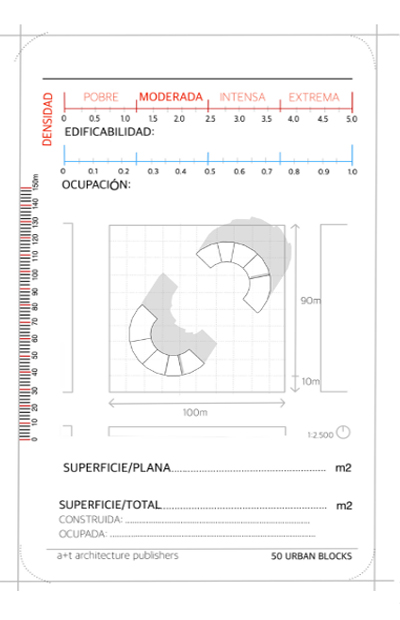 DENSIDAD
POBRE MODERADA INTENSA EXTREMA
0 0.5 1.0 1.5 2.0 2.5 3.0 3.5 4.0 4.5 5.0
EDIFICABILIDAD:
0 0.1 0.2 0.3 0.4 0.5 0.6 0.7 0.8 0.9 1.0
OCUPACIÓN:
150m
140
130
120
110
100
90
80
70
60
50
40
30
20
10
0
90m
10m
100m
1:2.500
SUPERFICIE/PLANA m2
SUPERFICIE/TOTAL m2
CONSTRUIDA:
OCUPADA:
a+t architecture publishers 50 URBAN BLOCKS